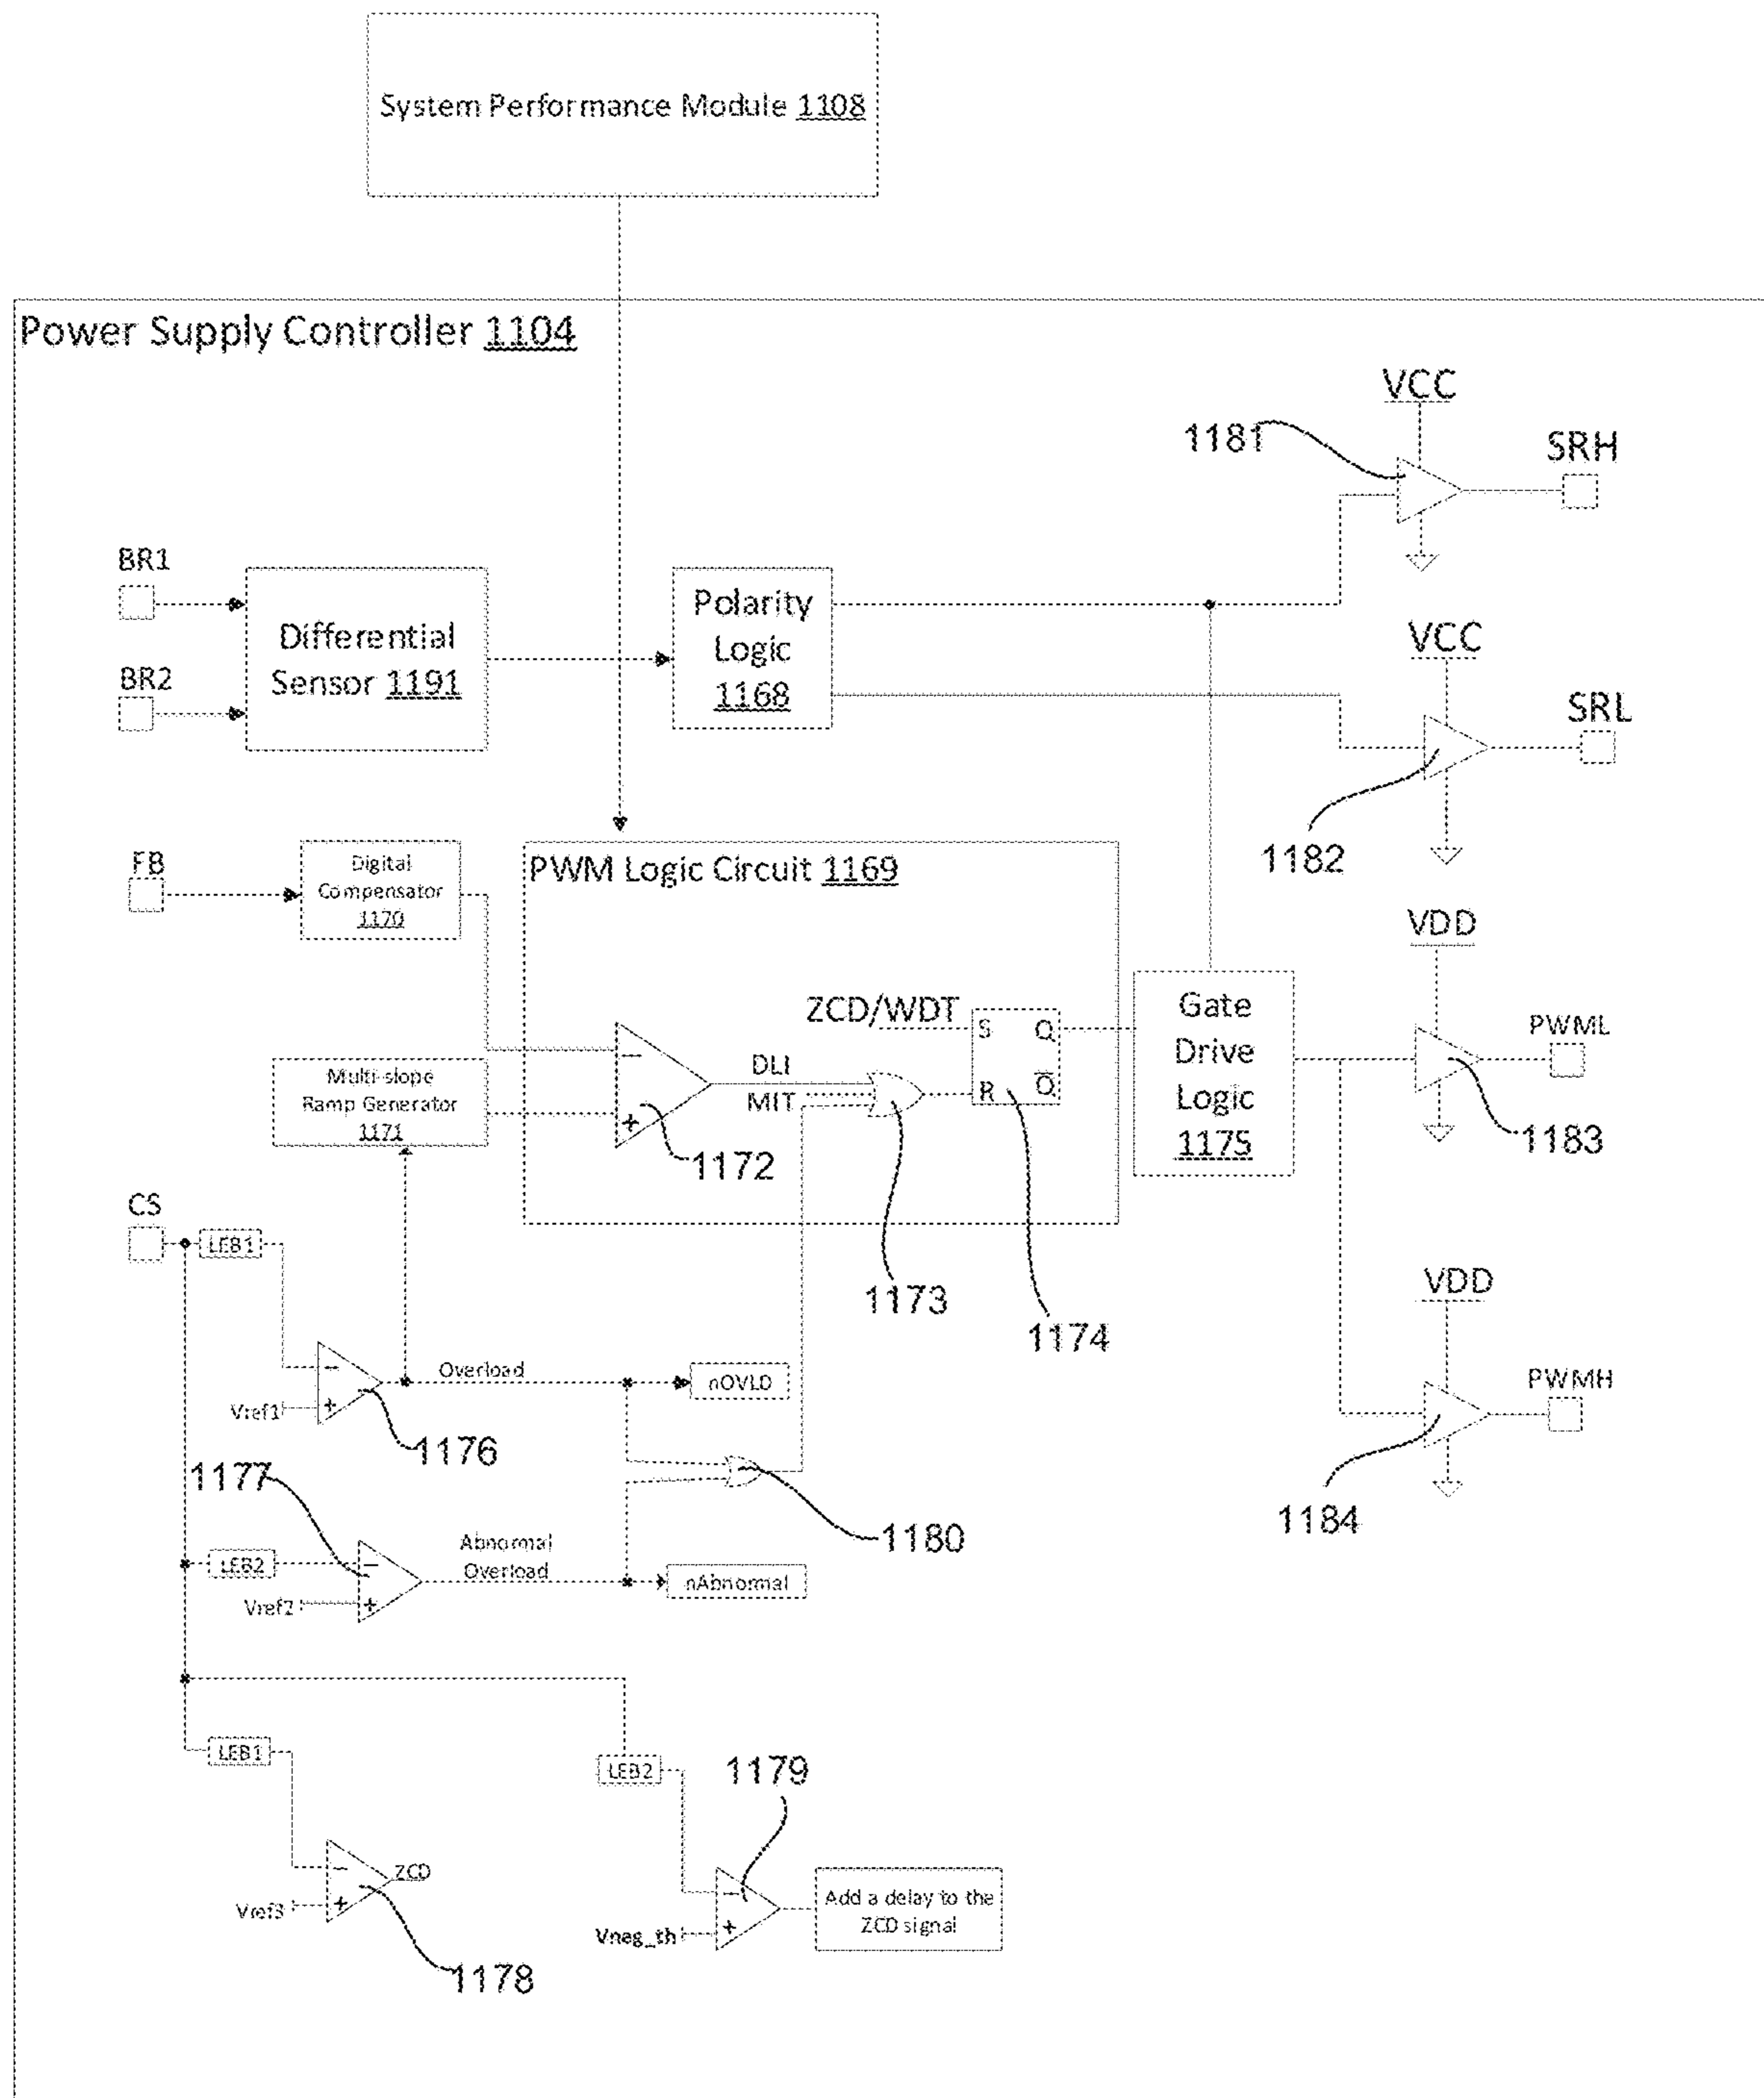 System Performance Module 1108
Power Supply Controller 1104
VCC
1181
SRH
BR1
Differential
Sensor 1191
BR2
Polarity
Logic
1168
VCC
SRL
1182
FB
Digital
Compensator
1170
PWM Logic Circuit 1169
VDD
ZCD/WDT
S
Q
R
Q̅
Gate
Drive
Logic
1175
PWML
1183
Multi-slope
Ramp Generator
1171
−
+
DLI
MIT
1172
CS
LEB1
1173
1174
VDD
−
+
Vref1
Overload
nOVLD
PWMH
1176
1177
1180
1184
LEB2
−
+
Vref2
Abnormal
Overload
nAbnormal
LEB1
LEB2
1179
−
+
ZCD
Vref3
1178
−
+
Vneg_th
Add a delay to the
ZCD signal